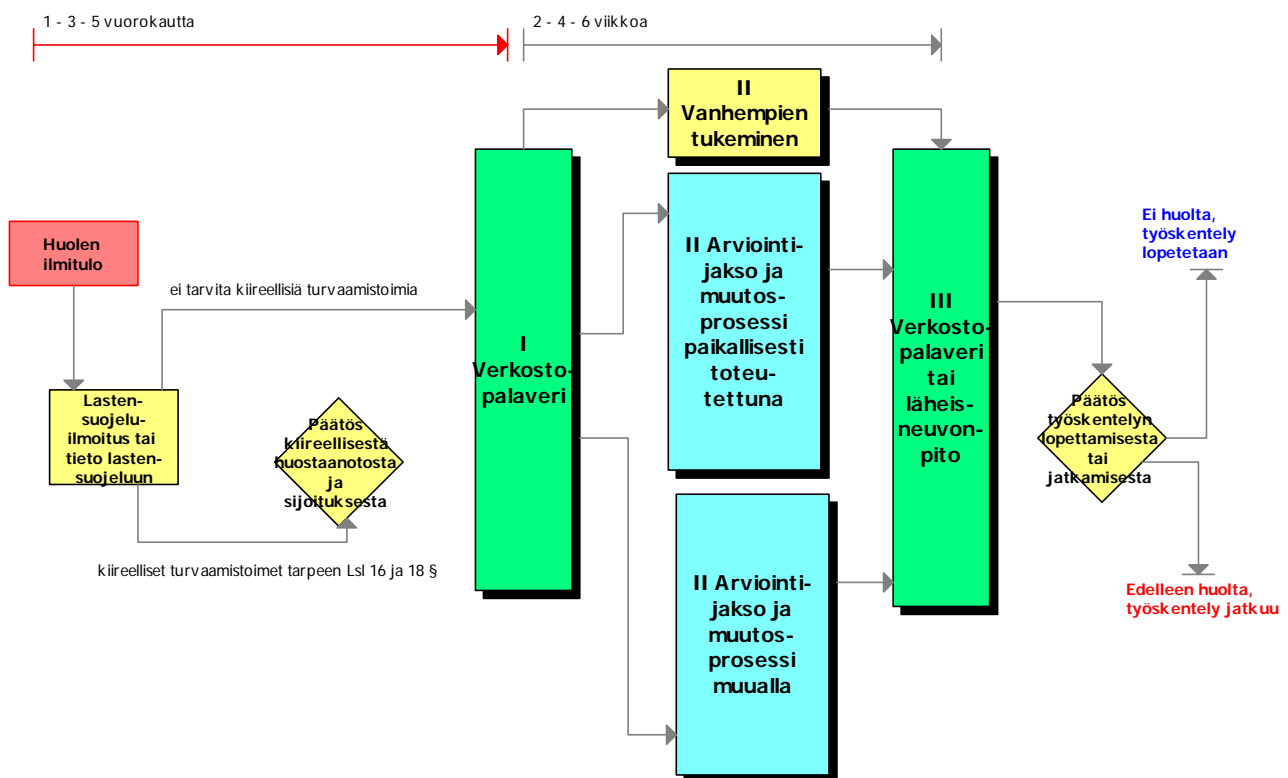 1 - 3 - 5 vuorokautta
2 - 4 - 6 viikkoa
Huolen
ilmitulo
ei tarvita kiireellisiä turvaamistoimia
Lasten-
suojelu-
ilmoitus tai
tieto lasten-
suojeluun
Päätös
kiireellisestä
huostaanotosta
ja
sijoituksesta
kiireelliset turvaamistoimet tarpeen Lsl 16 ja 18 §
I
Verkosto-
palaveri
II
Vanhempien
tukeminen
II Arviointi-
jakso ja
muutos-
prosessi
paikallisesti
toteu-
tettuna
II Arviointi-
jakso ja
muutos-
prosessi
muualla
III
Verkosto-
palaveri
tai
läheis-
neuvon-
pito
Päätös
työskentelyn
lopettamisesta
tai
jatkamisesta
Ei huolta,
työskentely
lopetetaan
Edelleen huolta,
työskentely jatkuu